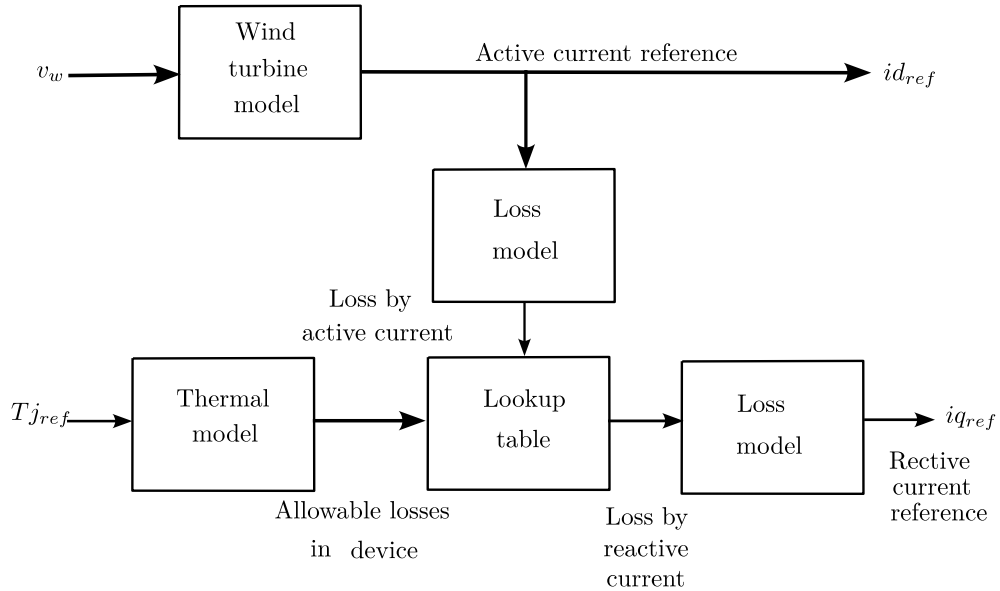 Wind
turbine
model
v_w
Active current reference
id_ref
Loss
model
Loss by
active current
Tj_ref
Thermal
model
Lookup
table
Loss
model
iq_ref
Rective
current
reference
Allowable losses
in device
Loss by
reactive
current